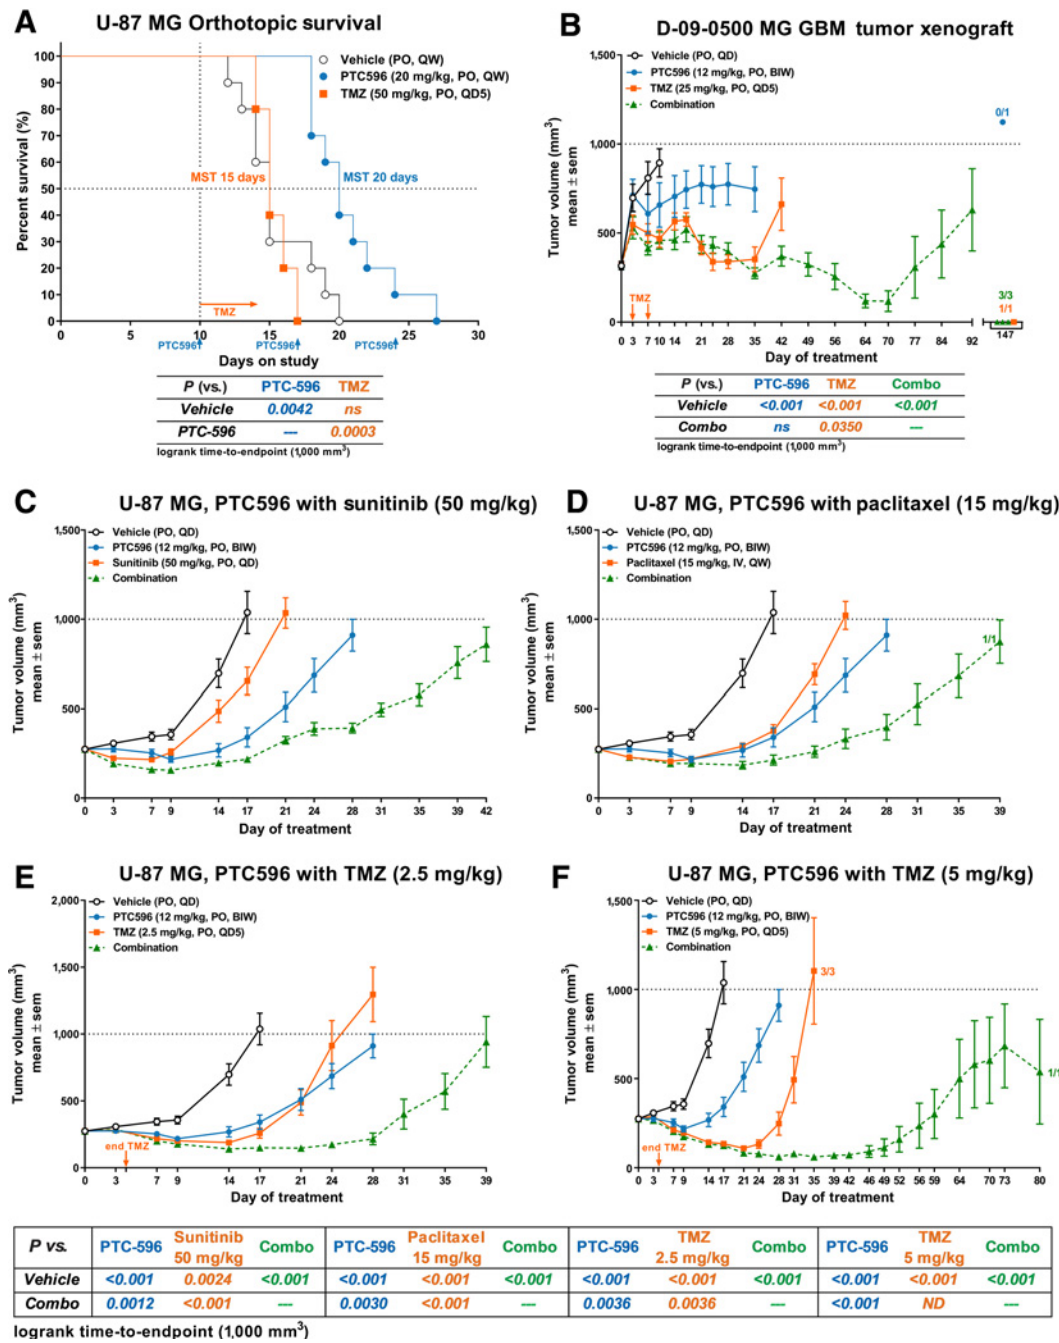 A
U-87 MG Orthotopic survival
Vehicle (PO, QW)
PTC596 (20 mg/kg, PO, QW)
TMZ (50 mg/kg, PO, QD5)
Percent survival (%)
100
90
80
70
60
50
40
30
20
10
0
MST 15 days
MST 20 days
TMZ
0
5
10
15
20
25
30
PTC596
PTC596
PTC596
Days on study
P (vs.) PTC-596 TMZ
Vehicle 0.0042 ns
PTC-596 --- 0.0003
logrank time-to-endpoint (1,000 mm³)
B
D-09-0500 MG GBM tumor xenograft
Vehicle (PO, QD)
PTC596 (12 mg/kg, PO, BIW)
TMZ (25 mg/kg, PO, QD5)
Combination
Tumor volume (mm³)
mean ± sem
1,500
1,000
500
0
TMZ
0/1
3/3
1/1
0 3 7 10 14 18 22 28 35 42 49 56 64 70 77 84 92 147
Day of treatment
P (vs.) PTC-596 TMZ Combo
Vehicle <0.001 <0.001 <0.001
Combo ns 0.0350 ---
logrank time-to-endpoint (1,000 mm³)
C
U-87 MG, PTC596 with sunitinib (50 mg/kg)
Vehicle (PO, QD)
PTC596 (12 mg/kg, PO, BIW)
Sunitinib (50 mg/kg, PO, QD)
Combination
Tumor volume (mm³)
mean ± sem
1,500
1,000
500
0
0 3 7 9 14 17 21 24 28 31 35 39 42
Day of treatment
D
U-87 MG, PTC596 with paclitaxel (15 mg/kg)
Vehicle (PO, QD)
PTC596 (12 mg/kg, PO, BIW)
Paclitaxel (15 mg/kg, IV, QW)
Combination
Tumor volume (mm³)
mean ± sem
1,500
1,000
500
0
1/1
0 3 7 9 14 17 21 24 28 31 35 39
Day of treatment
E
U-87 MG, PTC596 with TMZ (2.5 mg/kg)
Vehicle (PO, QD)
PTC596 (12 mg/kg, PO, BIW)
TMZ (2.5 mg/kg, PO, QD5)
Combination
Tumor volume (mm³)
mean ± sem
2,000
1,500
1,000
500
0
end TMZ
0 3 7 9 14 17 21 24 28 31 35 39
Day of treatment
F
U-87 MG, PTC596 with TMZ (5 mg/kg)
Vehicle (PO, QD)
PTC596 (12 mg/kg, PO, BIW)
TMZ (5 mg/kg, PO, QD5)
Combination
Tumor volume (mm³)
mean ± sem
1,500
1,000
500
0
3/3
1/1
end TMZ
0 3 7 9 14 17 21 24 28 31 35 39 42 46 49 52 56 59 64 70 73 80
Day of treatment
P vs. PTC-596 Sunitinib 50 mg/kg Combo PTC-596 Paclitaxel 15 mg/kg Combo PTC-596 TMZ 2.5 mg/kg Combo PTC-596 TMZ 5 mg/kg Combo
Vehicle <0.001 0.0024 <0.001 <0.001 <0.001 <0.001 <0.001 <0.001 <0.001 <0.001 <0.001 <0.001
Combo 0.0012 <0.001 --- 0.0030 <0.001 --- 0.0036 0.0036 --- <0.001 ND ---
logrank time-to-endpoint (1,000 mm³)